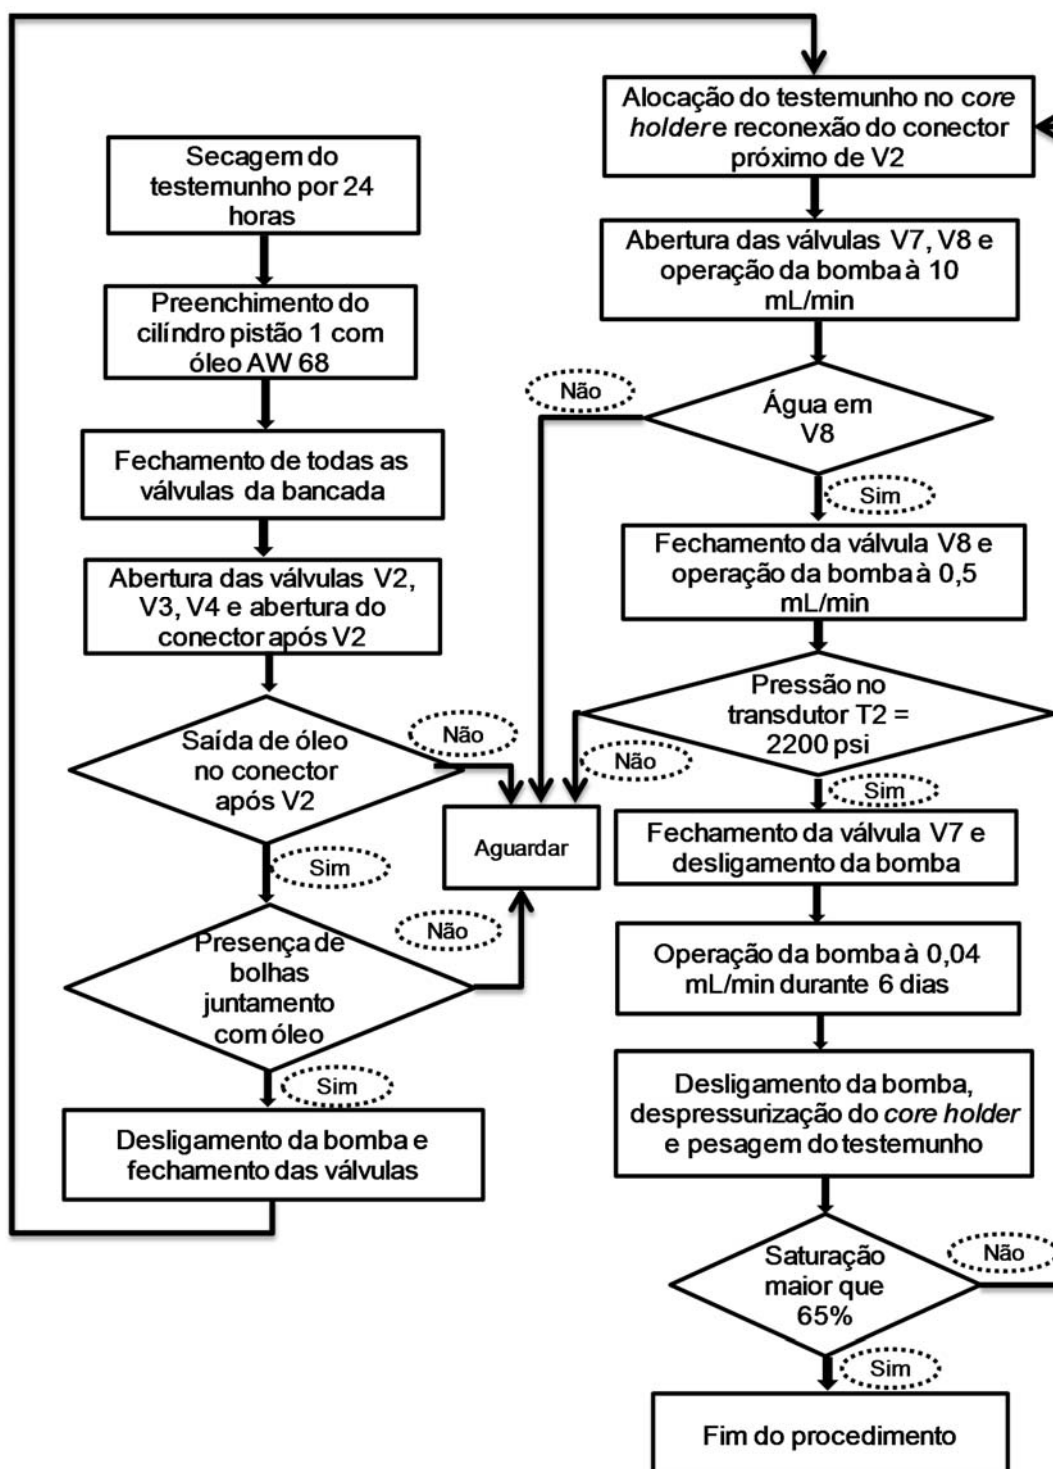 Secagem do
testemunho por 24
horas
Preenchimento do
cilíndro pistão 1 com
óleo AW 68
Fechamento de todas as
válvulas da bancada
Abertura das válvulas V2,
V3, V4 e abertura do
conector após V2
Saída de óleo
no conector
após V2
Não
Sim
Presença de
bolhas
juntamento
com óleo
Não
Sim
Desligamento da bomba e
fechamento das válvulas
Aguardar
Alocação do testemunho no core
holder e reconexão do conector
próximo de V2
Abertura das válvulas V7, V8 e
operação da bomba à 10
mL/min
Água em
V8
Não
Sim
Fechamento da válvula V8 e
operação da bomba à 0,5
mL/min
Pressão no
transdutor T2 =
2200 psi
Não
Sim
Fechamento da válvula V7 e
desligamento da bomba
Operação da bomba à 0,04
mL/min durante 6 dias
Desligamento da bomba,
despressurização do core holder
e pesagem do testemunho
Saturação
maior que
65%
Não
Sim
Fim do procedimento